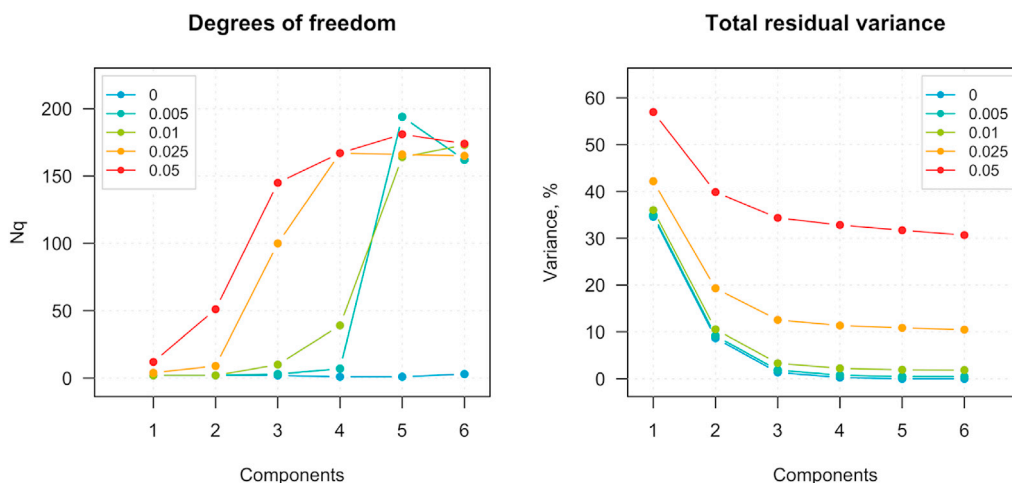 Degrees of freedom
Nq
200
150
100
50
0
0
0.005
0.01
0.025
0.05
1 2 3 4 5 6
Components
Total residual variance
Variance, %
60
50
40
30
20
10
0
0
0.005
0.01
0.025
0.05
1 2 3 4 5 6
Components